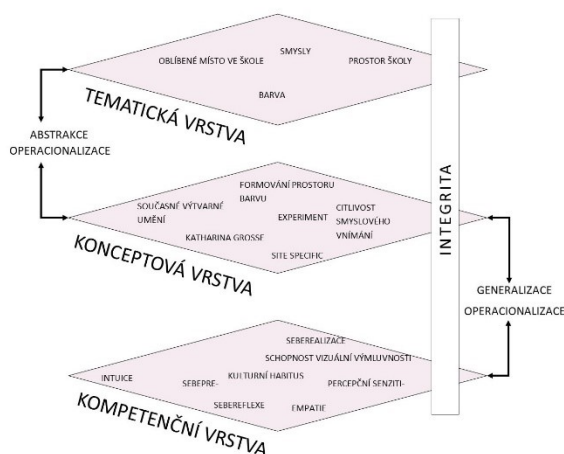 SMYSLY
OBLÍBENÉ MÍSTO VE ŠKOLE
PROSTOR ŠKOLY
BARVA
TEMATICKÁ VRSTVA
ABSTRAKCE
OPERACIONALIZACE
INTEGRITA
FORMOVÁNÍ PROSTORU
BARVU
SOUČASNÉ VÝTVARNÉ
UMĚNÍ
EXPERIMENT
CITLIVOST
SMYSLOVÉHO
VNÍMÁNÍ
KATHARINA GROSSE
SITE SPECIFIC
KONCEPTOVÁ VRSTVA
GENERALIZACE
OPERACIONALIZACE
SEBEREALIZACE
SCHOPNOST VIZUÁLNÍ VÝMLUVNOSTI
INTUICE
KULTURNÍ HABITUS
SEBEPRE-
PERCEPČNÍ SENZITI-
SEBEREFLEXE
EMPATIE
KOMPETENČNÍ VRSTVA